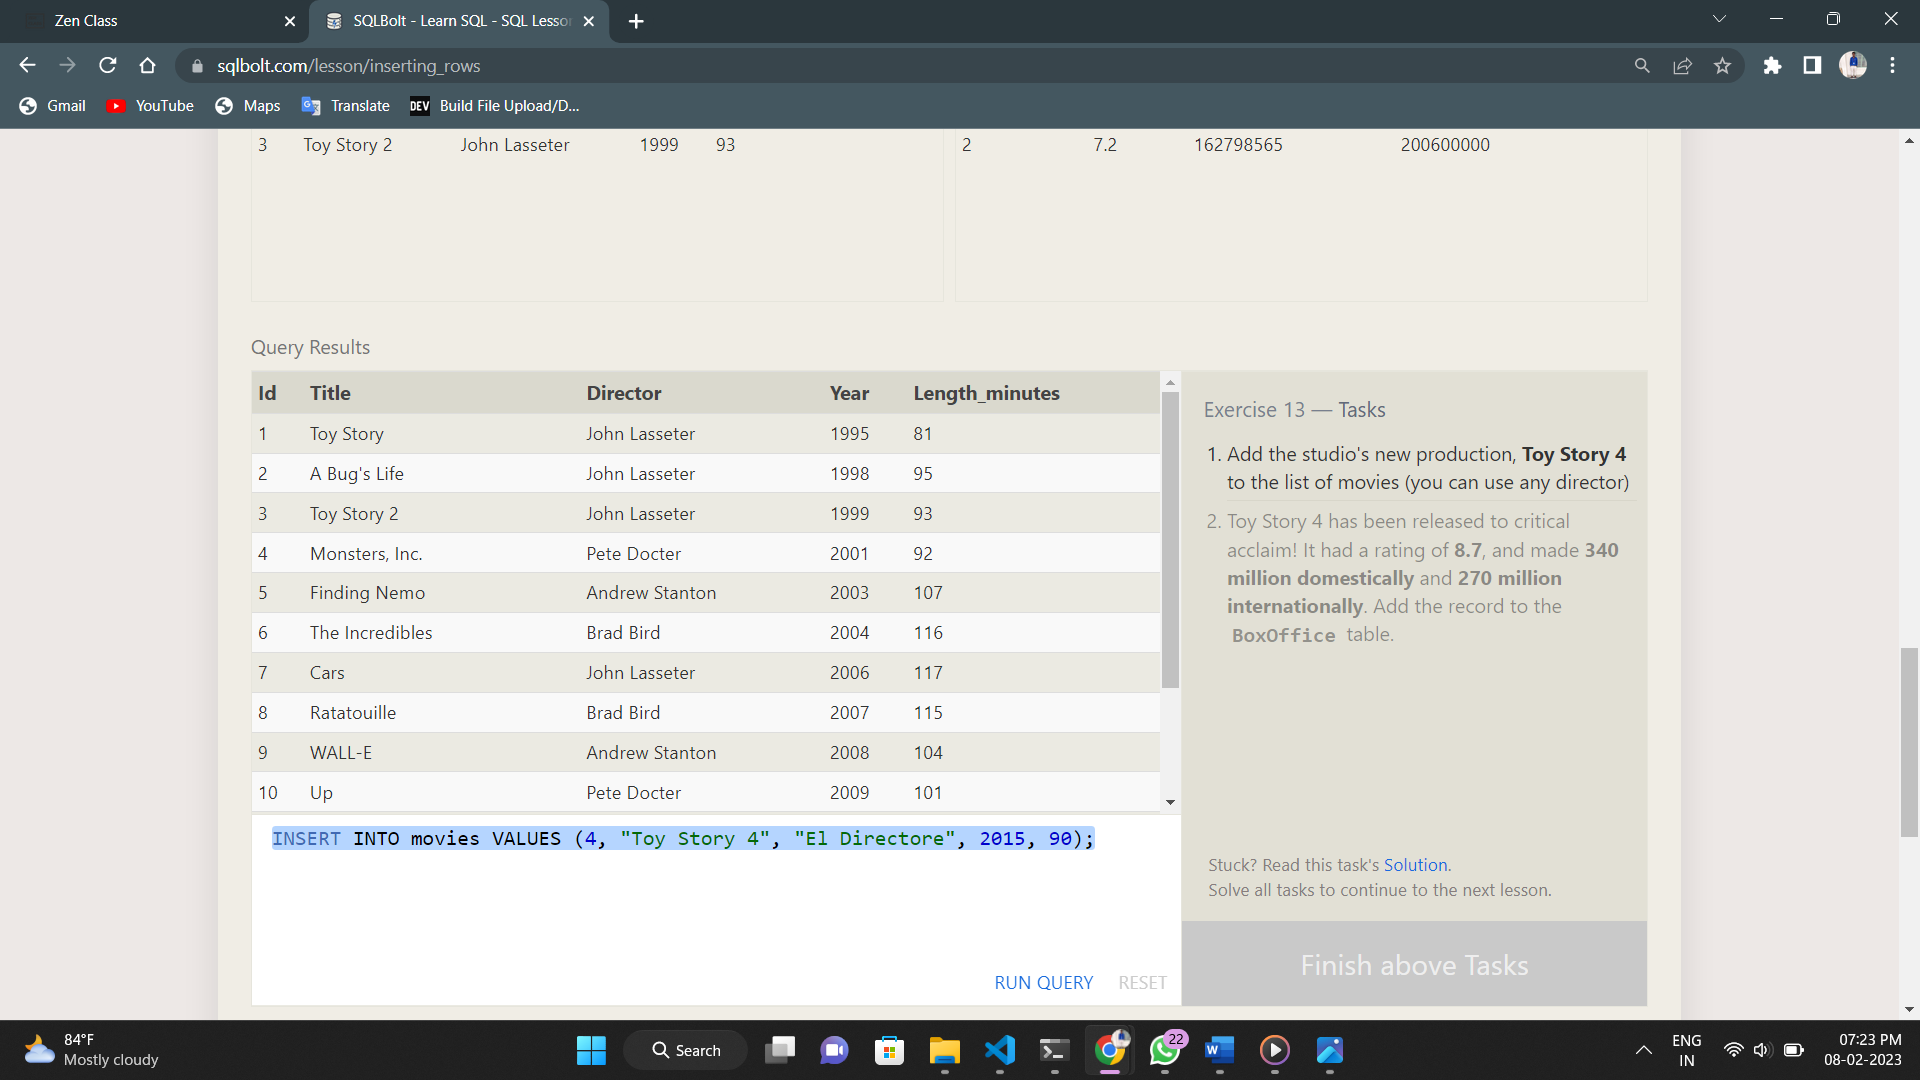 Zen Class
SQLBolt - Learn SQL - SQL Lesson
sqlbolt.com/lesson/inserting_rows
Gmail YouTube Maps Translate DEV Build File Upload/D...
3 Toy Story 2 John Lasseter 1999 93
2 7.2 162798565 200600000
Query Results
Id Title Director Year Length_minutes
1 Toy Story John Lasseter 1995 81
2 A Bug's Life John Lasseter 1998 95
3 Toy Story 2 John Lasseter 1999 93
4 Monsters, Inc. Pete Docter 2001 92
5 Finding Nemo Andrew Stanton 2003 107
6 The Incredibles Brad Bird 2004 116
7 Cars John Lasseter 2006 117
8 Ratatouille Brad Bird 2007 115
9 WALL-E Andrew Stanton 2008 104
10 Up Pete Docter 2009 101
INSERT INTO movies VALUES (4, "Toy Story 4", "El Directore", 2015, 90);
RUN QUERY RESET
Exercise 13 — Tasks
1. Add the studio's new production, Toy Story 4
to the list of movies (you can use any director)
2. Toy Story 4 has been released to critical
acclaim! It had a rating of 8.7, and made 340
million domestically and 270 million
internationally. Add the record to the
BoxOffice table.
Stuck? Read this task's Solution.
Solve all tasks to continue to the next lesson.
Finish above Tasks
84°F
Mostly cloudy
Search
22
ENG
IN
07:23 PM
08-02-2023